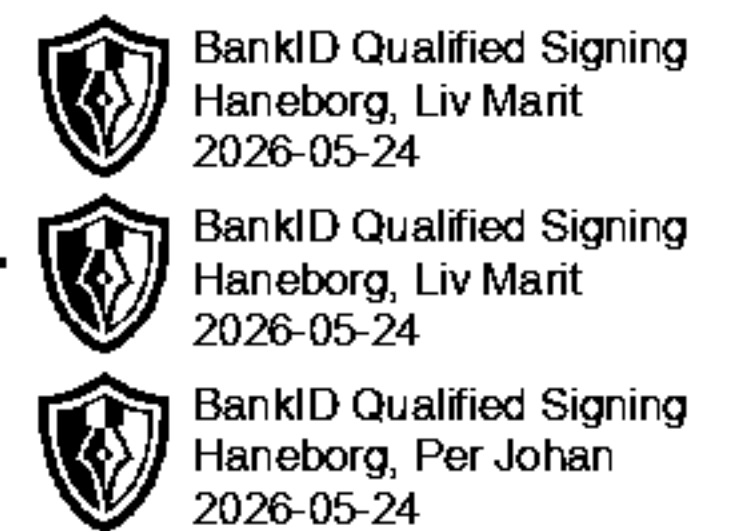 BankID Qualified Signing
Haneborg, Liv Marit
2026-05-24
BankID Qualified Signing
Haneborg, Liv Marit
2026-05-24
BankID Qualified Signing
Haneborg, Per Johan
2026-05-24